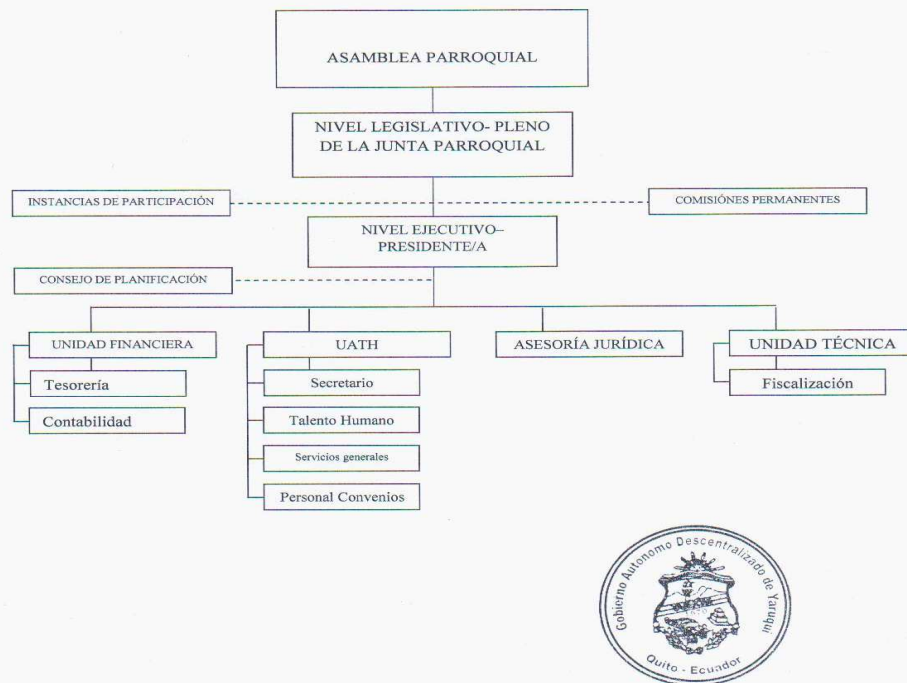 ASAMBLEA PARROQUIAL
NIVEL LEGISLATIVO- PLENO
DE LA JUNTA PARROQUIAL
INSTANCIAS DE PARTICIPACIÓN
COMISIÓNES PERMANENTES
NIVEL EJECUTIVO–
PRESIDENTE/A
CONSEJO DE PLANIFICACIÓN
UNIDAD FINANCIERA
UATH
ASESORÍA JURÍDICA
UNIDAD TÉCNICA
Tesorería
Secretario
Fiscalización
Contabilidad
Talento Humano
Servicios generales
Personal Convenios
Gobierno Autonomo Descentralizado de Yaruqui
Quito - Ecuador